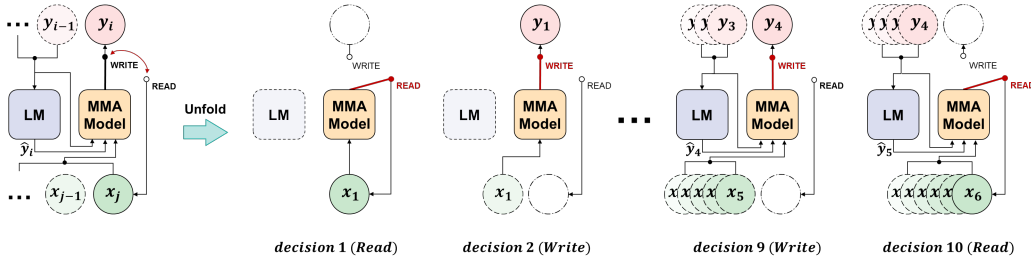 ... y_{i-1} y_i
WRITE
READ
LM
MMA Model
ŷ_i
... x_{j-1} x_j
Unfold
WRITE
READ
LM
MMA Model
x_1
decision 1 (Read)
y_1
WRITE
READ
LM
MMA Model
x_1
decision 2 (Write)
...
y y y_3 y_4
WRITE
READ
LM
MMA Model
ŷ_4
x x x x x_5
decision 9 (Write)
y y y y_4
WRITE
READ
LM
MMA Model
ŷ_5
x x x x x x_6
decision 10 (Read)